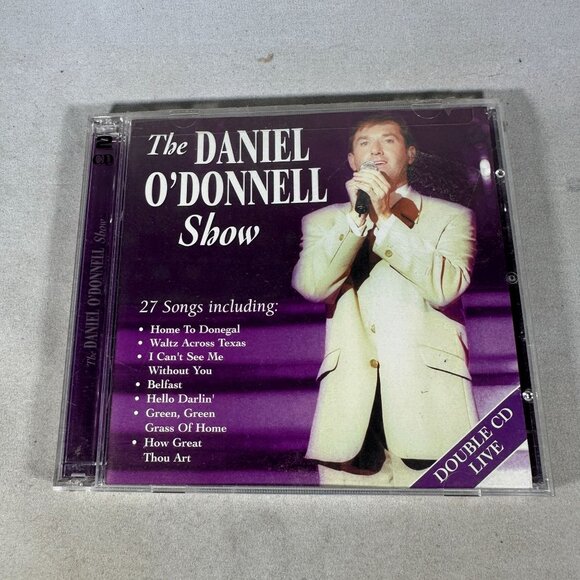 The DANIEL
O'DONNELL
Show
27 Songs including:
• Home To Donegal
• Waltz Across Texas
• I Can't See Me
Without You
• Belfast
• Hello Darlin'
• Green, Green
Grass Of Home
• How Great
Thou Art
DOUBLE CD
LIVE
2
CD
The DANIEL O'DONNELL Show